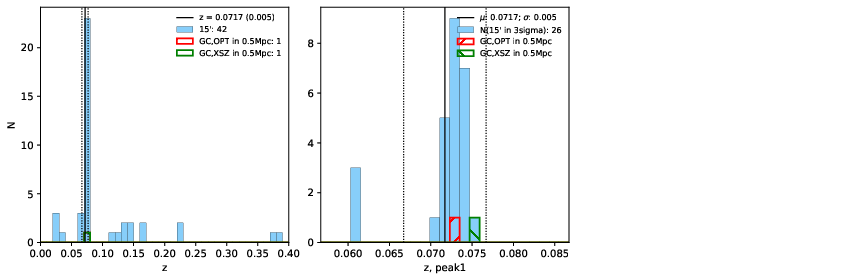 z = 0.0717 (0.005)
15': 42
GC,OPT in 0.5Mpc: 1
GC,XSZ in 0.5Mpc: 1
N
0
5
10
15
20
0.00 0.05 0.10 0.15 0.20 0.25 0.30 0.35 0.40
z
μ: 0.0717; σ: 0.005
N(15' in 3sigma): 26
GC,OPT in 0.5Mpc
GC,XSZ in 0.5Mpc
0
2
4
6
8
0.060 0.065 0.070 0.075 0.080 0.085
z, peak1